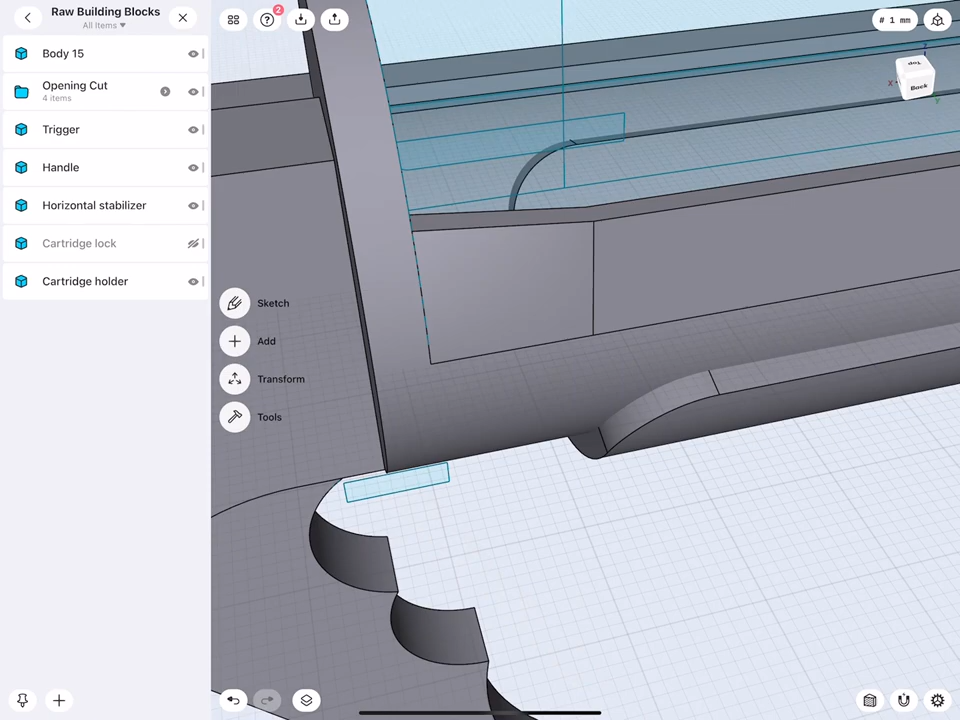 Raw Building Blocks
All Items ▼
Body 15
Opening Cut
4 items
Trigger
Handle
Horizontal stabilizer
Cartridge lock
Cartridge holder
2
# 1 mm
Top
Back
Z
X
Y
Sketch
Add
Transform
Tools